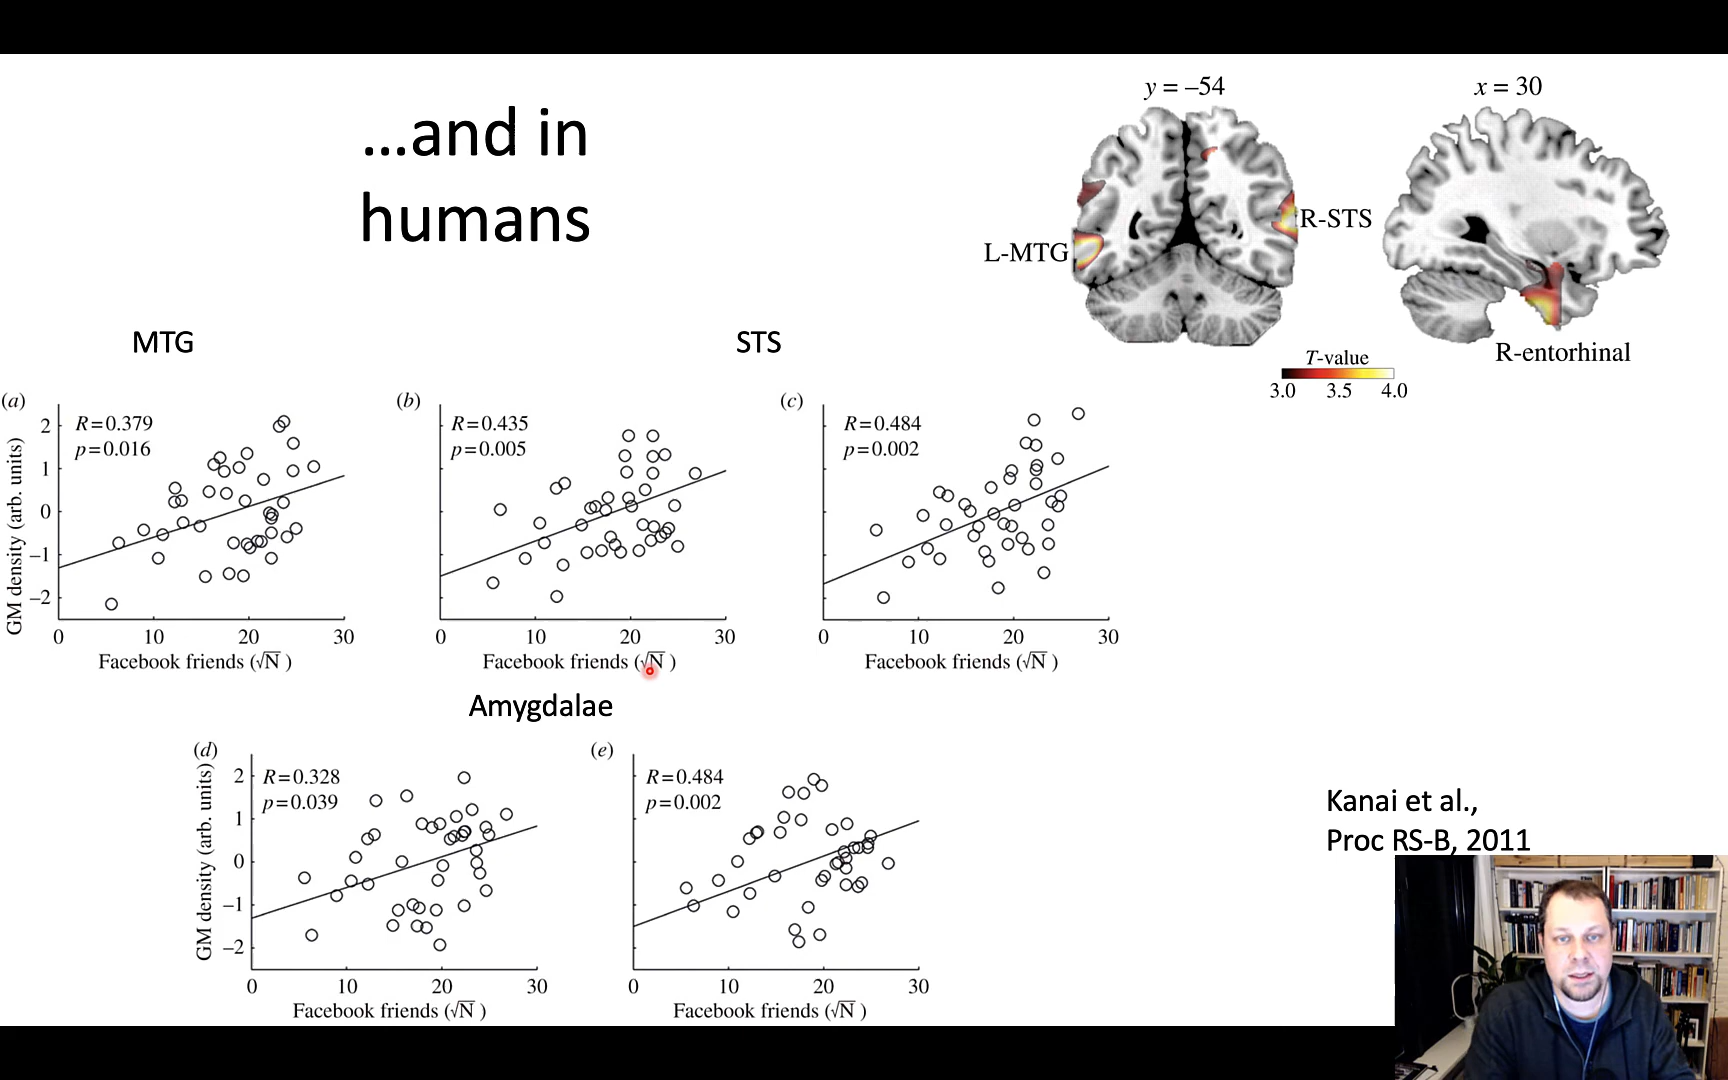 ...and in
humans
y = –54
x = 30
R-STS
L-MTG
R-entorhinal
T-value
3.0 3.5 4.0
MTG
STS
(a)
R=0.379
p=0.016
GM density (arb. units)
2
1
0
–1
–2
0 10 20 30
Facebook friends (√N )
(b)
R=0.435
p=0.005
0 10 20 30
Facebook friends (√N )
(c)
R=0.484
p=0.002
0 10 20 30
Facebook friends (√N )
Amygdalae
(d)
R=0.328
p=0.039
GM density (arb. units)
2
1
0
–1
–2
0 10 20 30
Facebook friends (√N )
(e)
R=0.484
p=0.002
0 10 20 30
Facebook friends (√N )
Kanai et al.,
Proc RS-B, 2011